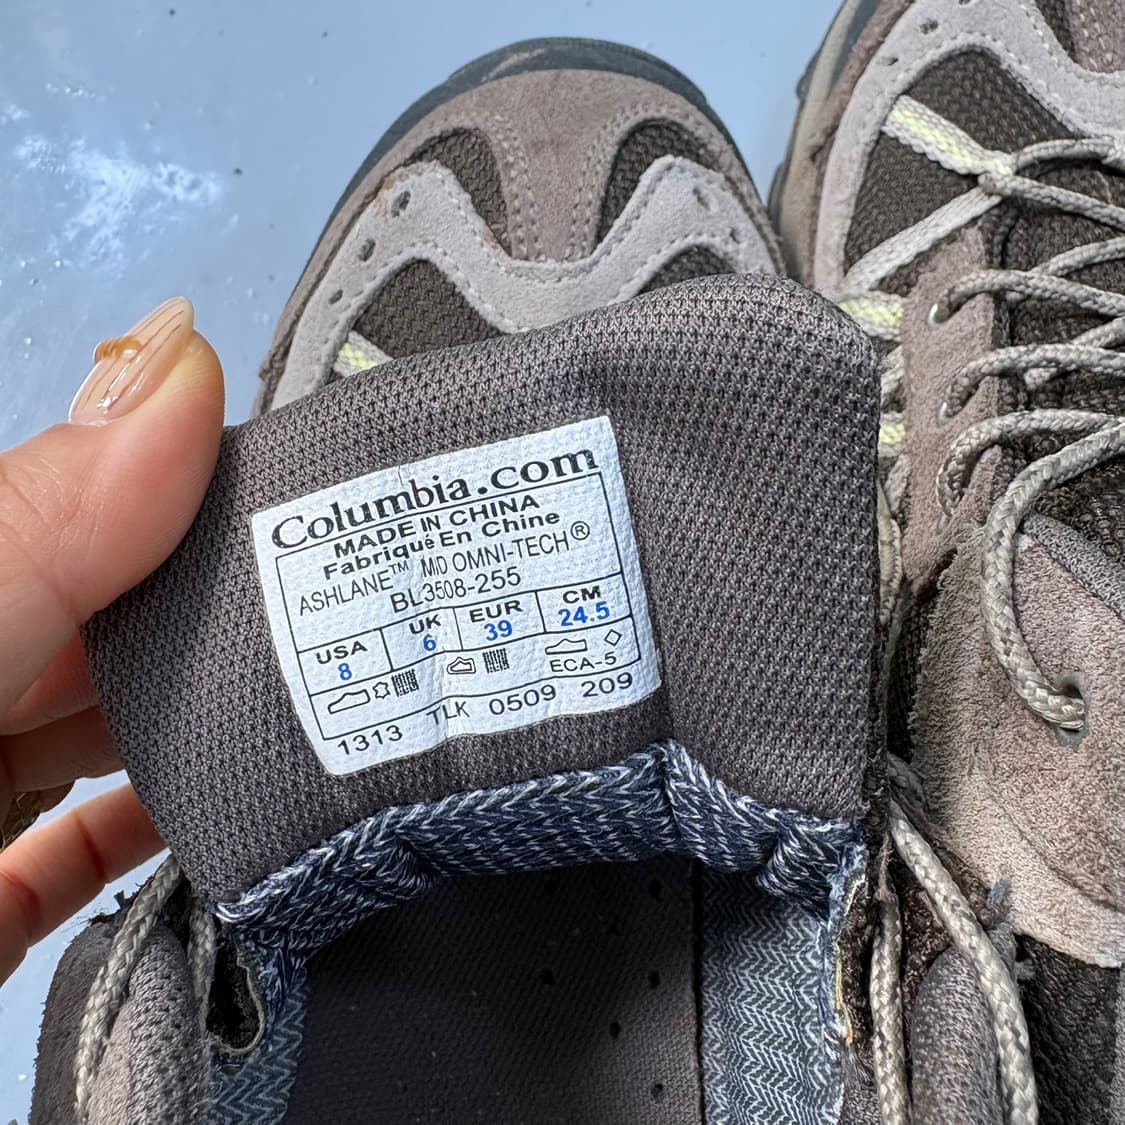 Columbia.com
MADE IN CHINA
Fabriqué En Chine
ASHLANE™ MID OMNI-TECH®
BL3508-255
USA UK EUR CM
8 6 39 24.5
ECA-5
1313 TLK 0509 209